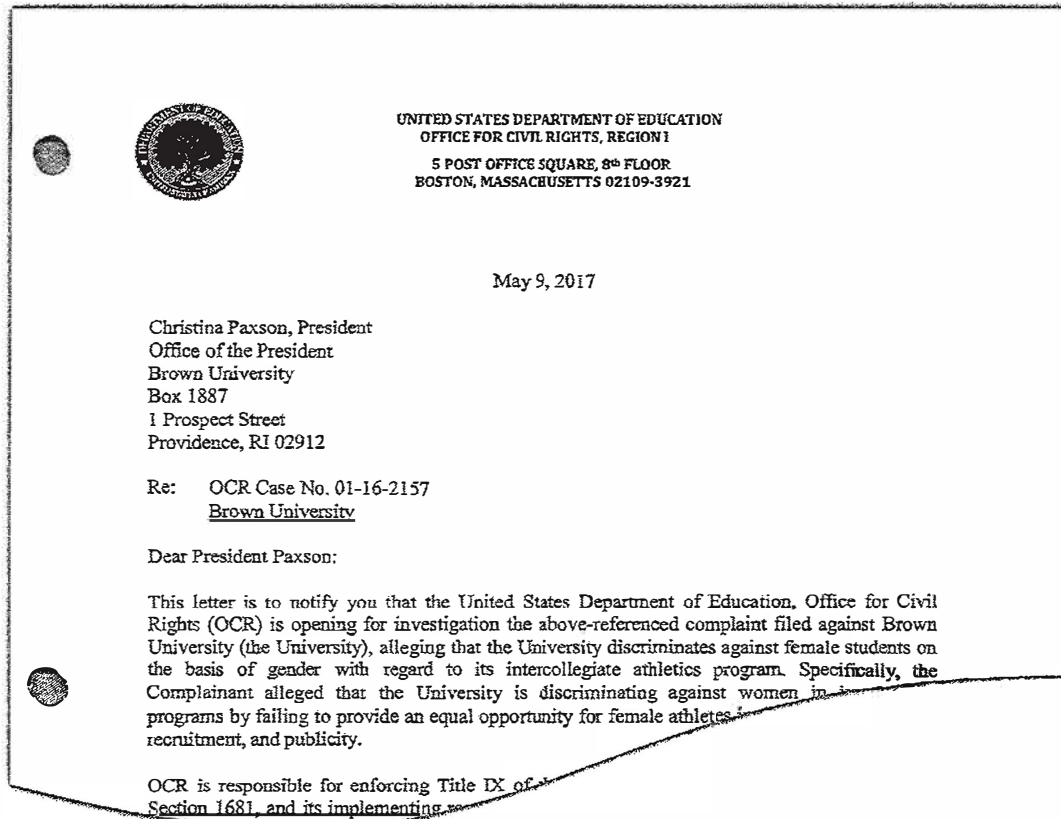 DEPARTMENT OF EDUCATION
UNITED STATES OF AMERICA
UNITED STATES DEPARTMENT OF EDUCATION
OFFICE FOR CIVIL RIGHTS, REGION I
5 POST OFFICE SQUARE, 8th FLOOR
BOSTON, MASSACHUSETTS 02109-3921
May 9, 2017
Christina Paxson, President
Office of the President
Brown University
Box 1887
1 Prospect Street
Providence, RI 02912
Re: OCR Case No. 01-16-2157
Brown University
Dear President Paxson:
This letter is to notify you that the United States Department of Education, Office for Civil
Rights (OCR) is opening for investigation the above-referenced complaint filed against Brown
University (the University), alleging that the University discriminates against female students on
the basis of gender with regard to its intercollegiate athletics program. Specifically, the
Complainant alleged that the University is discriminating against women in
programs by failing to provide an equal opportunity for female athletes
recruitment, and publicity.
OCR is responsible for enforcing Title IX of
Section 1681, and its implementing